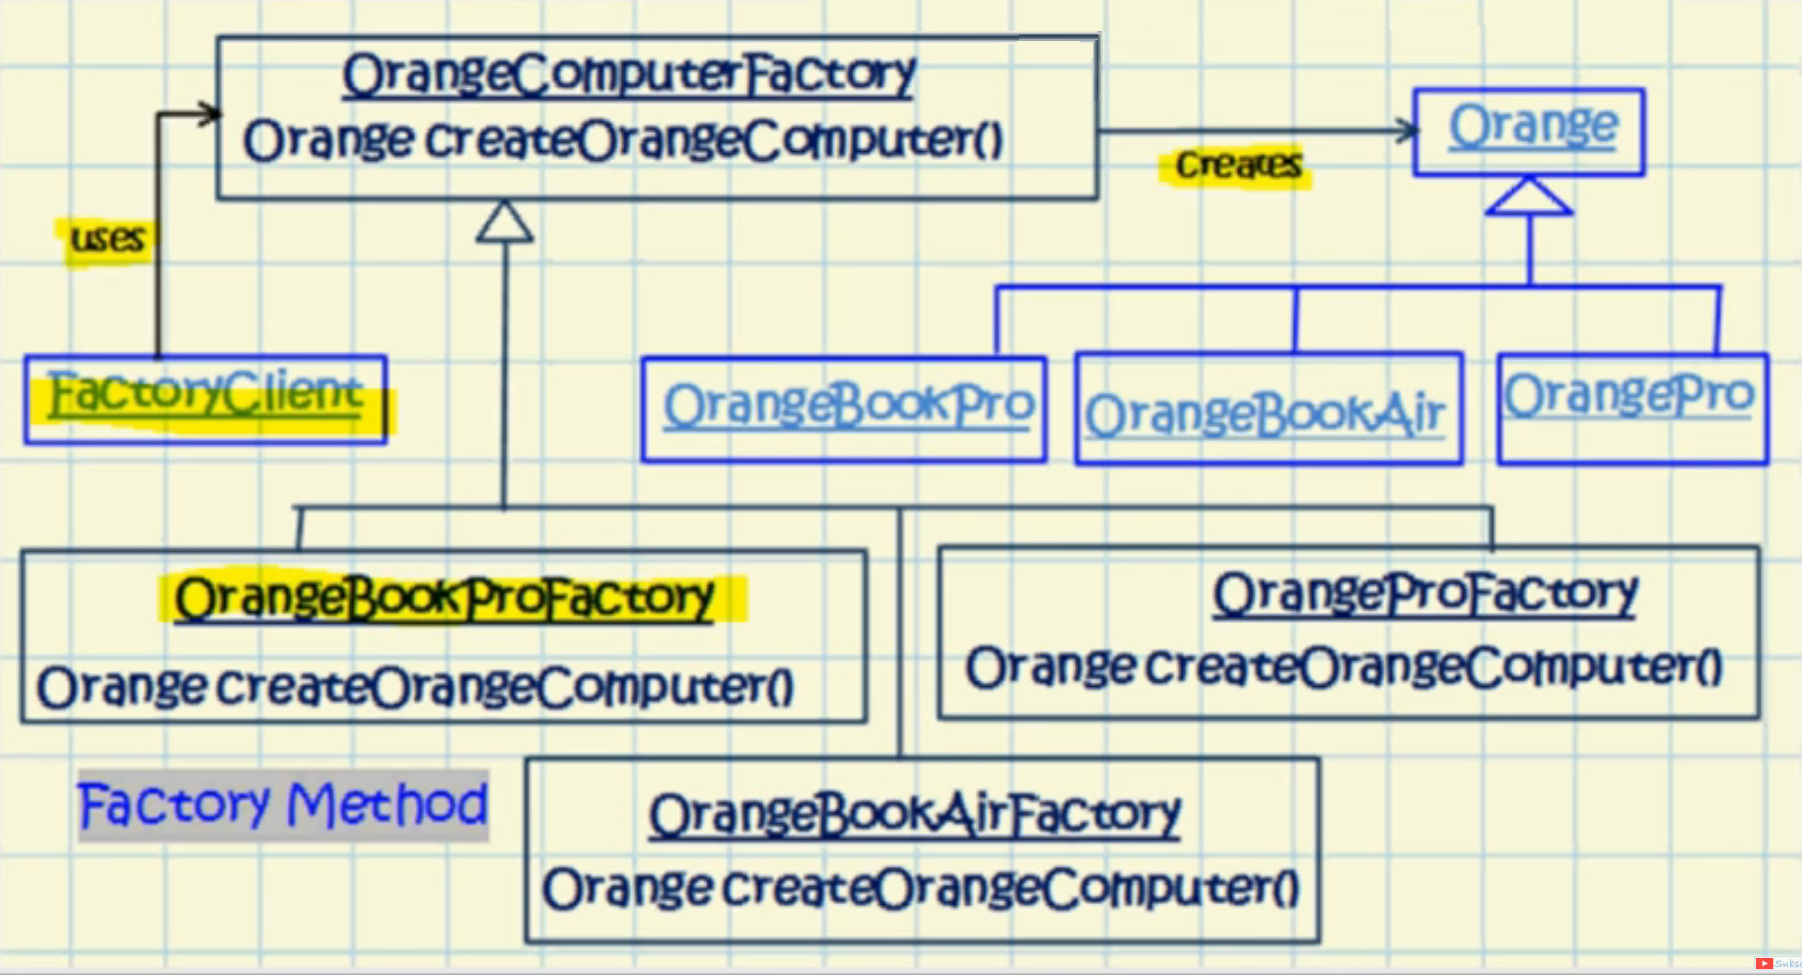 OrangeComputerFactory
Orange createOrangeComputer()
Orange
Creates
uses
FactoryClient
OrangeBookPro
OrangeBookAir
OrangePro
OrangeBookProFactory
Orange createOrangeComputer()
OrangeProFactory
Orange createOrangeComputer()
Factory Method
OrangeBookAirFactory
Orange createOrangeComputer()